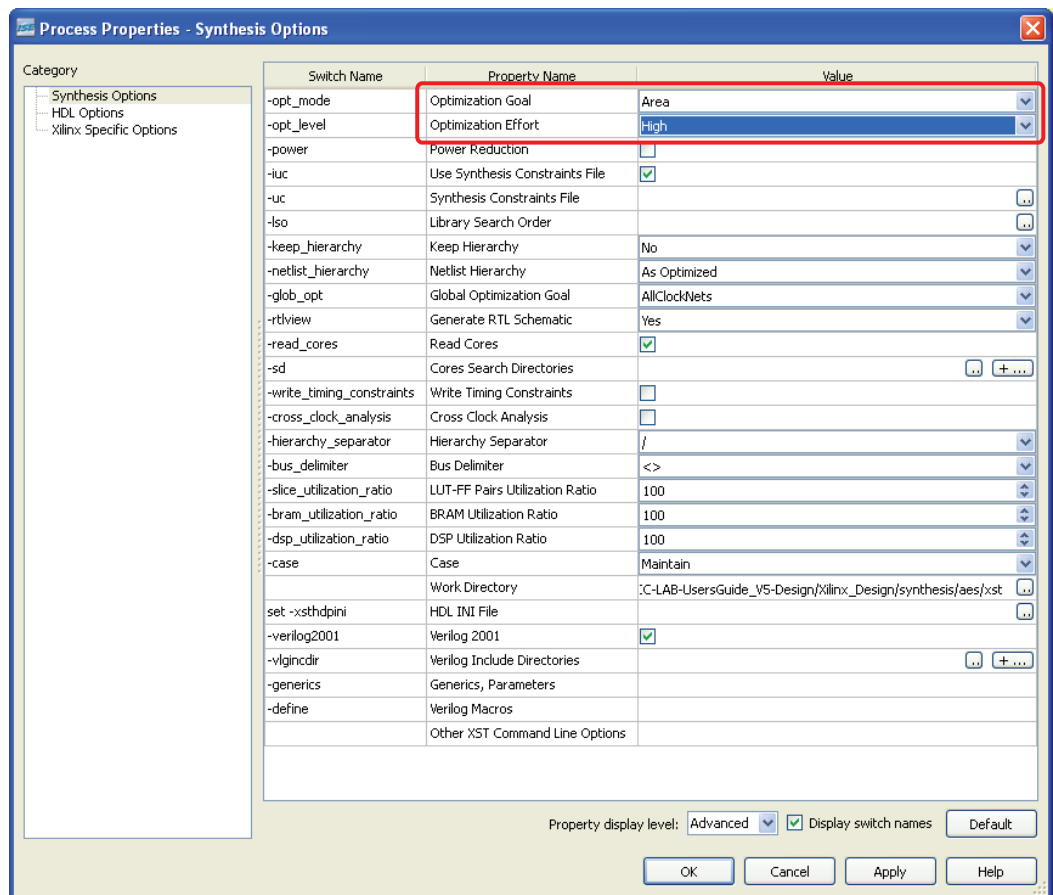 ISE Process Properties - Synthesis Options
Category
Synthesis Options
HDL Options
Xilinx Specific Options
Switch Name Property Name Value
-opt_mode Optimization Goal Area
-opt_level Optimization Effort High
-power Power Reduction
-iuc Use Synthesis Constraints File
-uc Synthesis Constraints File ..
-lso Library Search Order ..
-keep_hierarchy Keep Hierarchy No
-netlist_hierarchy Netlist Hierarchy As Optimized
-glob_opt Global Optimization Goal AllClockNets
-rtlview Generate RTL Schematic Yes
-read_cores Read Cores
-sd Cores Search Directories .. + ...
-write_timing_constraints Write Timing Constraints
-cross_clock_analysis Cross Clock Analysis
-hierarchy_separator Hierarchy Separator /
-bus_delimiter Bus Delimiter <>
-slice_utilization_ratio LUT-FF Pairs Utilization Ratio 100
-bram_utilization_ratio BRAM Utilization Ratio 100
-dsp_utilization_ratio DSP Utilization Ratio 100
-case Case Maintain
Work Directory :C-LAB-UsersGuide_V5-Design/Xilinx_Design/synthesis/aes/xst ..
set -xsthdpini HDL INI File ..
-verilog2001 Verilog 2001
-vlgincdir Verilog Include Directories .. + ...
-generics Generics, Parameters
-define Verilog Macros
Other XST Command Line Options
Property display level: Advanced Display switch names Default
OK Cancel Apply Help